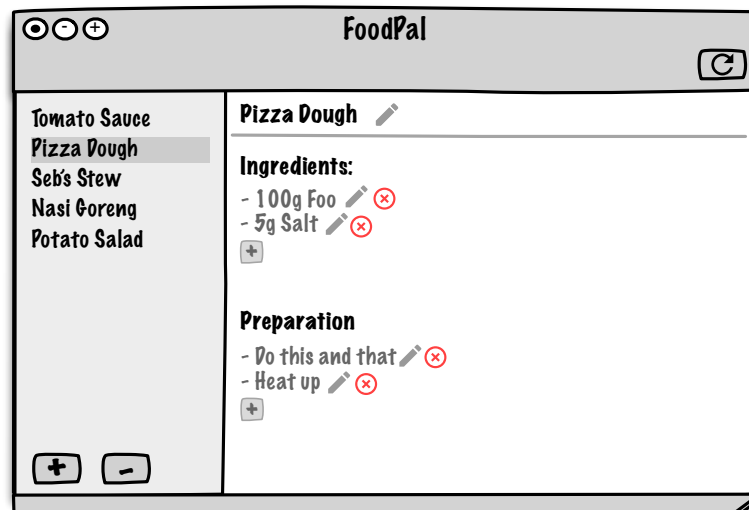 FoodPal
Tomato Sauce
Pizza Dough
Seb's Stew
Nasi Goreng
Potato Salad
+ -
Pizza Dough
Ingredients:
- 100g Foo
- 5g Salt
+
Preparation
- Do this and that
- Heat up
+